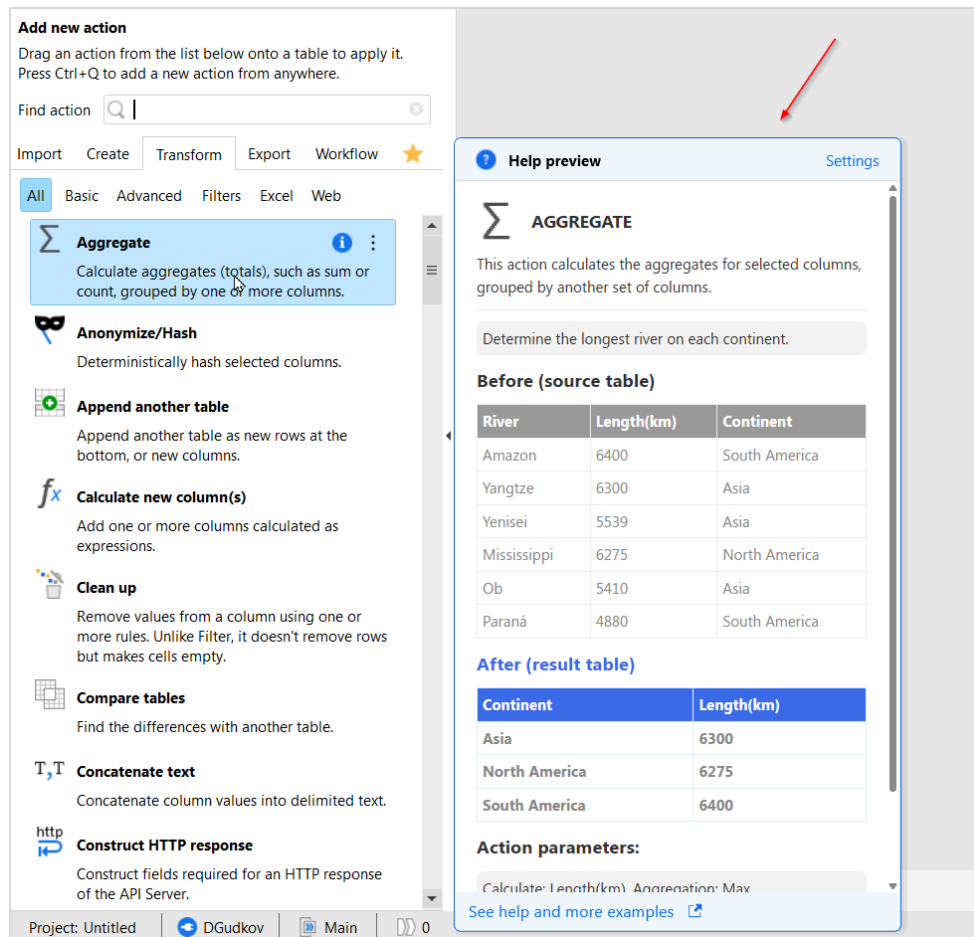 Add new action
Drag an action from the list below onto a table to apply it.
Press Ctrl+Q to add a new action from anywhere.
Find action
Import Create Transform Export Workflow
All Basic Advanced Filters Excel Web
Aggregate
Calculate aggregates (totals), such as sum or
count, grouped by one or more columns.
Anonymize/Hash
Deterministically hash selected columns.
Append another table
Append another table as new rows at the
bottom, or new columns.
fx Calculate new column(s)
Add one or more columns calculated as
expressions.
Clean up
Remove values from a column using one or
more rules. Unlike Filter, it doesn't remove rows
but makes cells empty.
Compare tables
Find the differences with another table.
T,T Concatenate text
Concatenate column values into delimited text.
http
Construct HTTP response
Construct fields required for an HTTP response
of the API Server.
Project: Untitled DGudkov Main 0
? Help preview Settings
Σ AGGREGATE
This action calculates the aggregates for selected columns,
grouped by another set of columns.
Determine the longest river on each continent.
Before (source table)
River Length(km) Continent
Amazon 6400 South America
Yangtze 6300 Asia
Yenisei 5539 Asia
Mississippi 6275 North America
Ob 5410 Asia
Paraná 4880 South America
After (result table)
Continent Length(km)
Asia 6300
North America 6275
South America 6400
Action parameters:
Calculate: Length(km), Aggregation: Max
See help and more examples